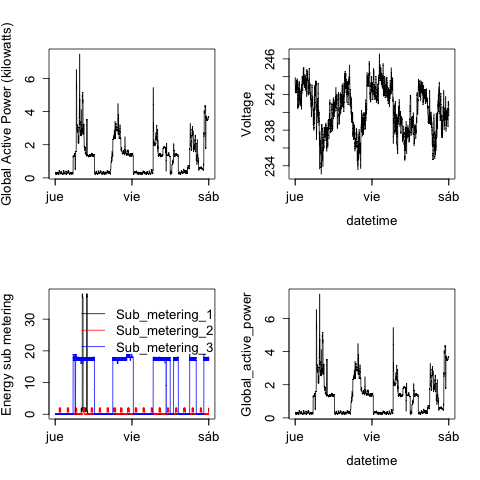 Global Active Power (kilowatts)
0 2 4 6
jue vie sáb
Voltage
234 238 242 246
jue vie sáb
datetime
Energy sub metering
0 10 20 30
Sub_metering_1
Sub_metering_2
Sub_metering_3
jue vie sáb
Global_active_power
0 2 4 6
jue vie sáb
datetime